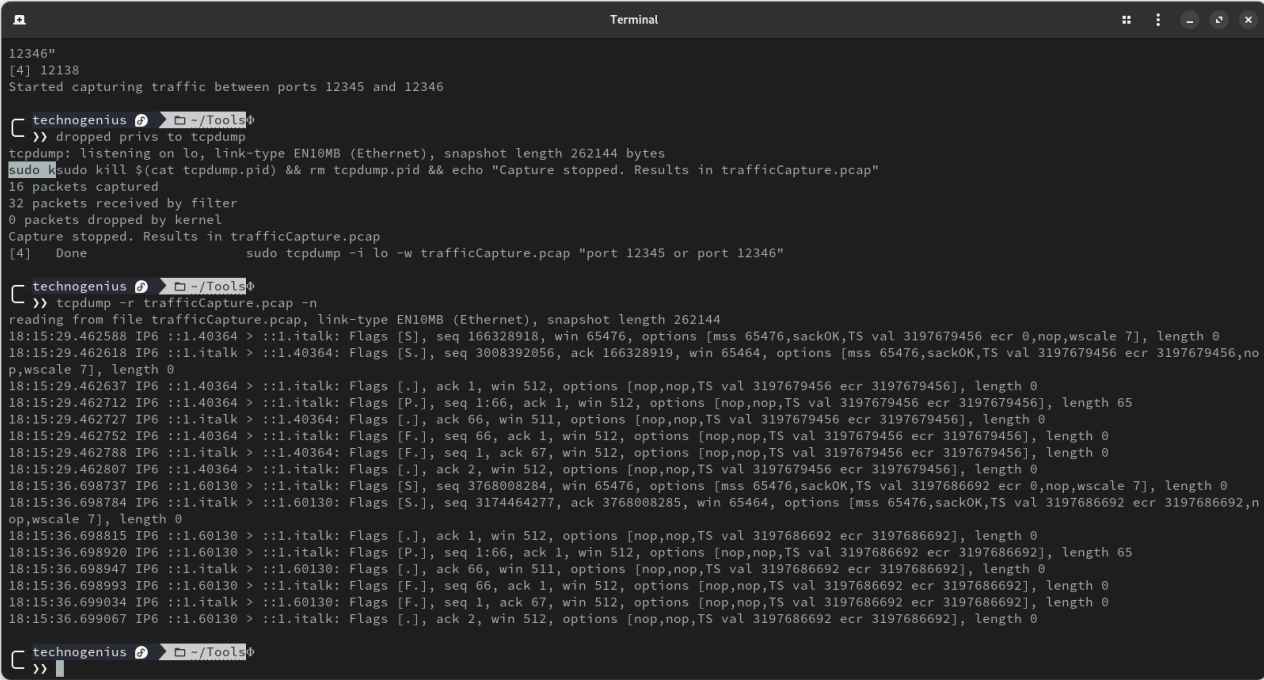 Terminal
12346"
[4] 12138
Started capturing traffic between ports 12345 and 12346
technogenius ~/Tools
❯❯ dropped privs to tcpdump
tcpdump: listening on lo, link-type EN10MB (Ethernet), snapshot length 262144 bytes
sudo ksudo kill $(cat tcpdump.pid) && rm tcpdump.pid && echo "Capture stopped. Results in trafficCapture.pcap"
16 packets captured
32 packets received by filter
0 packets dropped by kernel
Capture stopped. Results in trafficCapture.pcap
[4]   Done                    sudo tcpdump -i lo -w trafficCapture.pcap "port 12345 or port 12346"
technogenius ~/Tools
❯❯ tcpdump -r trafficCapture.pcap -n
reading from file trafficCapture.pcap, link-type EN10MB (Ethernet), snapshot length 262144
18:15:29.462588 IP6 ::1.40364 > ::1.italk: Flags [S], seq 166328918, win 65476, options [mss 65476,sackOK,TS val 3197679456 ecr 0,nop,wscale 7], length 0
18:15:29.462618 IP6 ::1.italk > ::1.40364: Flags [S.], seq 3008392056, ack 166328919, win 65464, options [mss 65476,sackOK,TS val 3197679456 ecr 3197679456,no
p,wscale 7], length 0
18:15:29.462637 IP6 ::1.40364 > ::1.italk: Flags [.], ack 1, win 512, options [nop,nop,TS val 3197679456 ecr 3197679456], length 0
18:15:29.462712 IP6 ::1.40364 > ::1.italk: Flags [P.], seq 1:66, ack 1, win 512, options [nop,nop,TS val 3197679456 ecr 3197679456], length 65
18:15:29.462727 IP6 ::1.italk > ::1.40364: Flags [.], ack 66, win 511, options [nop,nop,TS val 3197679456 ecr 3197679456], length 0
18:15:29.462752 IP6 ::1.40364 > ::1.italk: Flags [F.], seq 66, ack 1, win 512, options [nop,nop,TS val 3197679456 ecr 3197679456], length 0
18:15:29.462788 IP6 ::1.italk > ::1.40364: Flags [F.], seq 1, ack 67, win 512, options [nop,nop,TS val 3197679456 ecr 3197679456], length 0
18:15:29.462807 IP6 ::1.40364 > ::1.italk: Flags [.], ack 2, win 512, options [nop,nop,TS val 3197679456 ecr 3197679456], length 0
18:15:36.698737 IP6 ::1.60130 > ::1.italk: Flags [S], seq 3768008284, win 65476, options [mss 65476,sackOK,TS val 3197686692 ecr 0,nop,wscale 7], length 0
18:15:36.698784 IP6 ::1.italk > ::1.60130: Flags [S.], seq 3174464277, ack 3768008285, win 65464, options [mss 65476,sackOK,TS val 3197686692 ecr 3197686692,n
op,wscale 7], length 0
18:15:36.698815 IP6 ::1.60130 > ::1.italk: Flags [.], ack 1, win 512, options [nop,nop,TS val 3197686692 ecr 3197686692], length 0
18:15:36.698920 IP6 ::1.60130 > ::1.italk: Flags [P.], seq 1:66, ack 1, win 512, options [nop,nop,TS val 3197686692 ecr 3197686692], length 65
18:15:36.698947 IP6 ::1.italk > ::1.60130: Flags [.], ack 66, win 511, options [nop,nop,TS val 3197686692 ecr 3197686692], length 0
18:15:36.698993 IP6 ::1.60130 > ::1.italk: Flags [F.], seq 66, ack 1, win 512, options [nop,nop,TS val 3197686692 ecr 3197686692], length 0
18:15:36.699034 IP6 ::1.italk > ::1.60130: Flags [F.], seq 1, ack 67, win 512, options [nop,nop,TS val 3197686692 ecr 3197686692], length 0
18:15:36.699067 IP6 ::1.60130 > ::1.italk: Flags [.], ack 2, win 512, options [nop,nop,TS val 3197686692 ecr 3197686692], length 0
technogenius ~/Tools
❯❯